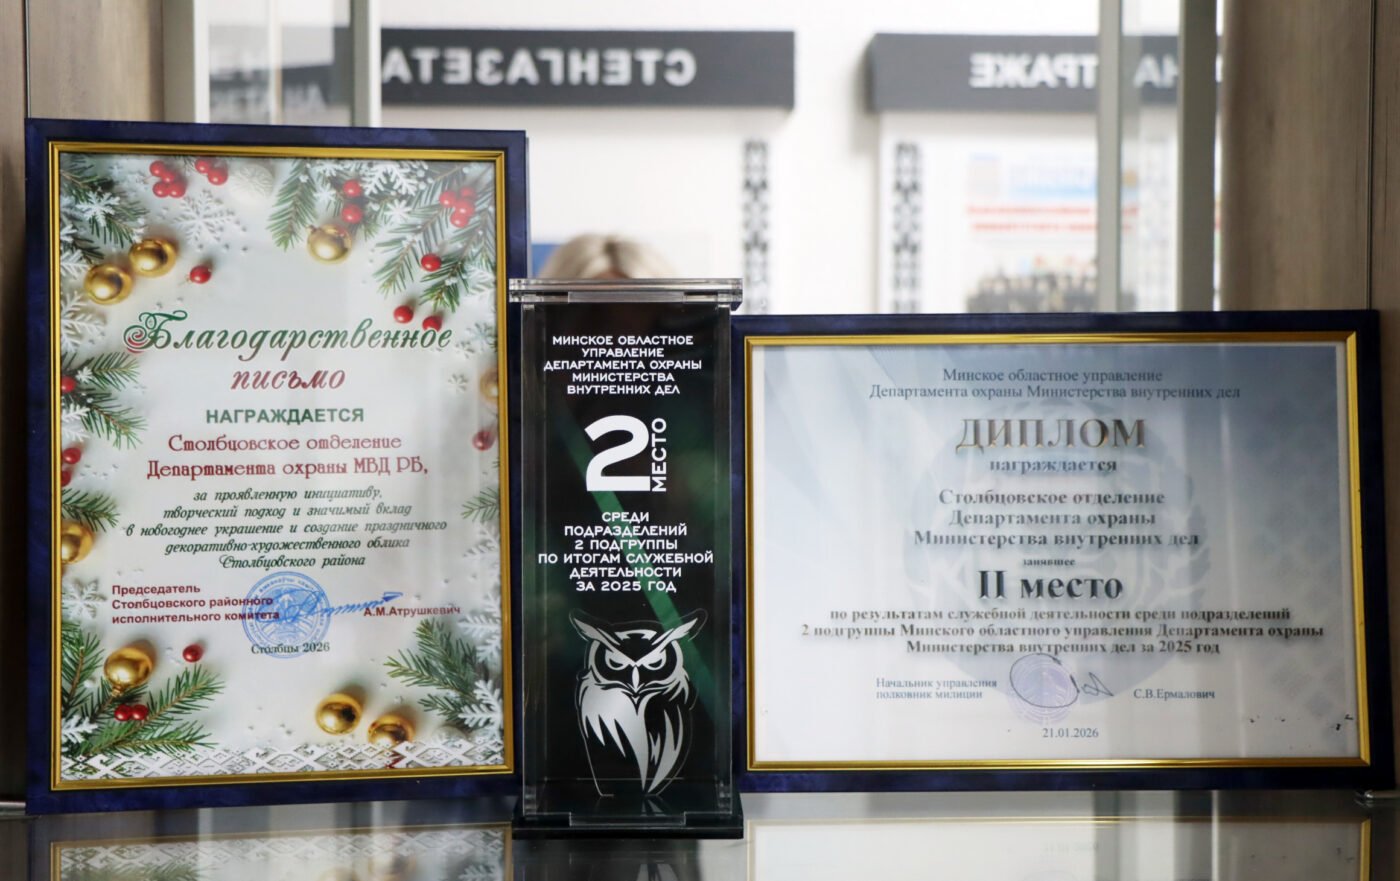 СТЕНГАЗЕТА
НА СТРАЖЕ
Благодарственное
письмо
НАГРАЖДАЕТСЯ
Столбцовское отделение
Департамента охраны МВД РБ,
за проявленную инициативу,
творческий подход и значимый вклад
в новогоднее украшение и создание праздничного
декоративно-художественного облика
Столбцовского района
Председатель
Столбцовского районного
исполнительного комитета
А.М.Атрушкевич
Столбцы 2026
МИНСКОЕ ОБЛАСТНОЕ
УПРАВЛЕНИЕ
ДЕПАРТАМЕНТА ОХРАНЫ
МИНИСТЕРСТВА
ВНУТРЕННИХ ДЕЛ
2 МЕСТО
СРЕДИ
ПОДРАЗДЕЛЕНИЙ
2 ПОДГРУППЫ
ПО ИТОГАМ СЛУЖЕБНОЙ
ДЕЯТЕЛЬНОСТИ
ЗА 2025 ГОД
Минское областное управление
Департамента охраны Министерства внутренних дел
ДИПЛОМ
награждается
Столбцовское отделение
Департамента охраны
Министерства внутренних дел
занявшее
II место
по результатам служебной деятельности среди подразделений
2 подгруппы Минского областного управления Департамента охраны
Министерства внутренних дел за 2025 год
Начальник управления
полковник милиции
С.В.Ермалович
21.01.2026